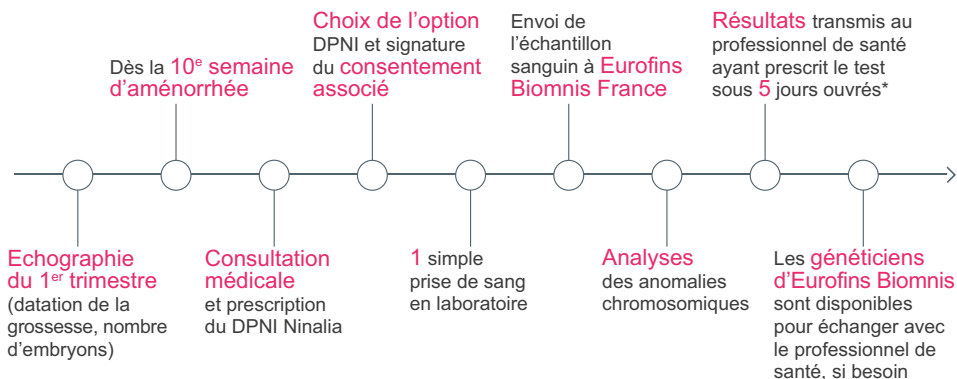 Echographie
du 1er trimestre
(datation de la
grossesse, nombre
d’embryons)
Dès la 10e semaine
d’aménorrhée
Consultation
médicale
et prescription
du DPNI Ninalia
Choix de l’option
DPNI et signature
du consentement
associé
1 simple
prise de sang
en laboratoire
Envoi de
l’échantillon
sanguin à Eurofins
Biomnis France
Analyses
des anomalies
chromosomiques
Résultats transmis au
professionnel de santé
ayant prescrit le test
sous 5 jours ouvrés*
Les généticiens
d’Eurofins Biomnis
sont disponibles
pour échanger avec
le professionnel de
santé, si besoin